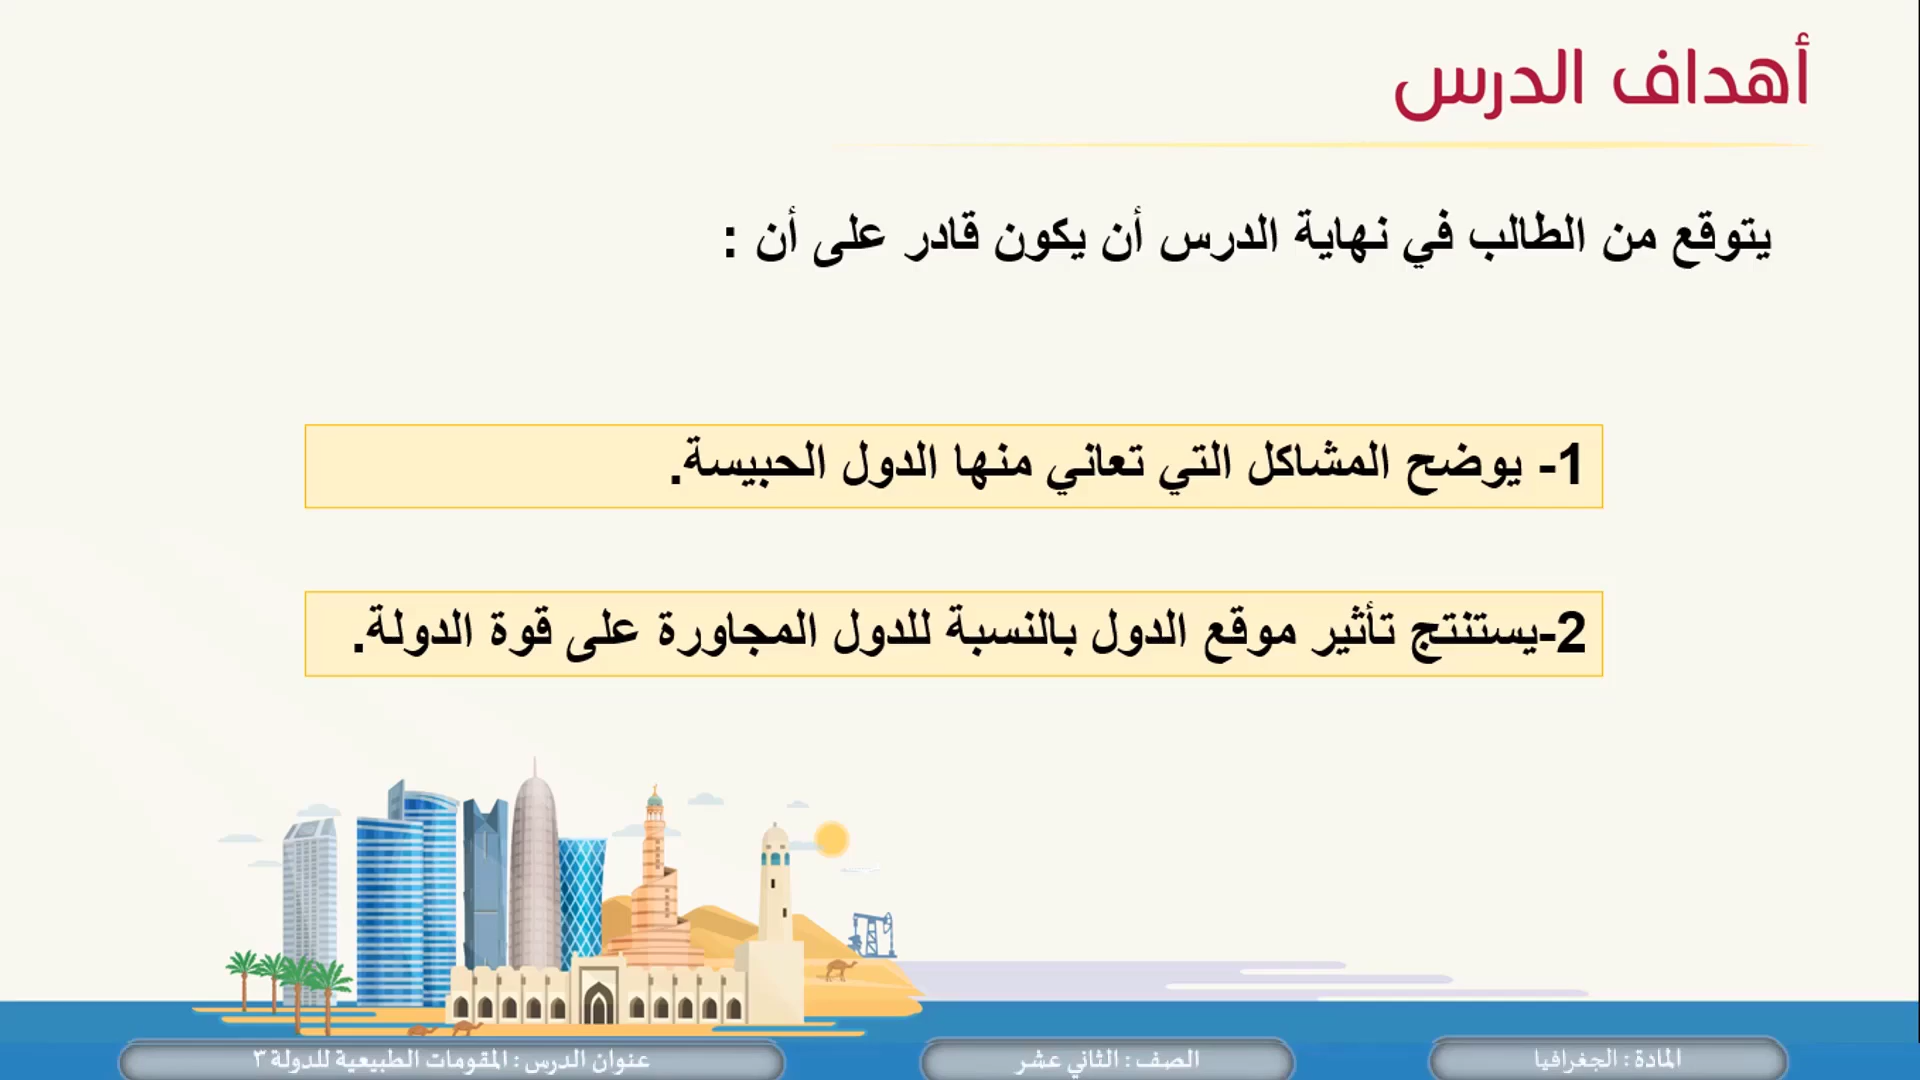 أهداف الدرس
يتوقع من الطالب في نهاية الدرس أن يكون قادر على أن :
1- يوضح المشاكل التي تعاني منها الدول الحبيسة.
2-يستنتج تأثير موقع الدول بالنسبة للدول المجاورة على قوة الدولة.
المادة : الجغرافيا
الصف : الثاني عشر
عنوان الدرس : المقومات الطبيعية للدولة ٣